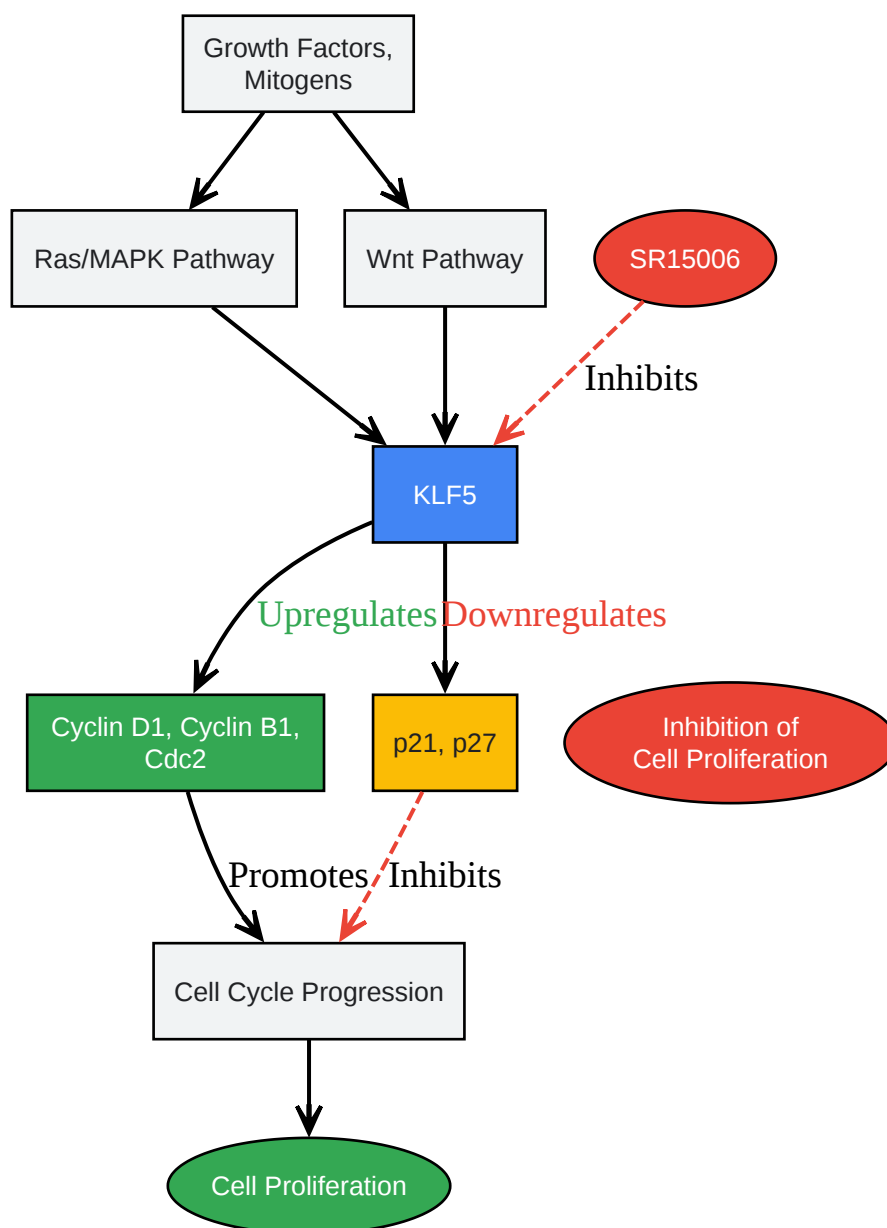 Growth Factors,
Mitogens
Ras/MAPK Pathway
Wnt Pathway
SR15006
Inhibits
KLF5
Upregulates
Downregulates
Cyclin D1, Cyclin B1,
Cdc2
p21, p27
Inhibition of
Cell Proliferation
Promotes
Inhibits
Cell Cycle Progression
Cell Proliferation